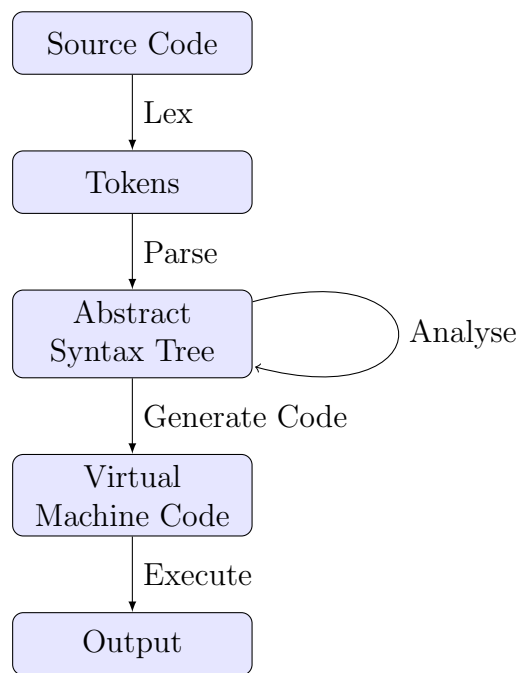 Source Code
Lex
Tokens
Parse
Abstract
Syntax Tree
Analyse
Generate Code
Virtual
Machine Code
Execute
Output